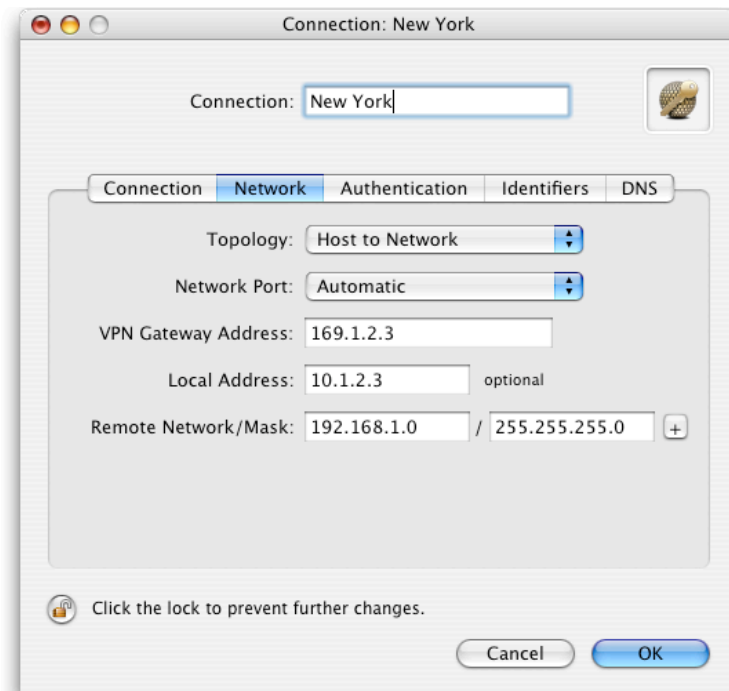 Connection: New York
Connection: New York
Connection Network Authentication Identifiers DNS
Topology: Host to Network
Network Port: Automatic
VPN Gateway Address: 169.1.2.3
Local Address: 10.1.2.3 optional
Remote Network/Mask: 192.168.1.0 / 255.255.255.0 +
Click the lock to prevent further changes.
Cancel OK